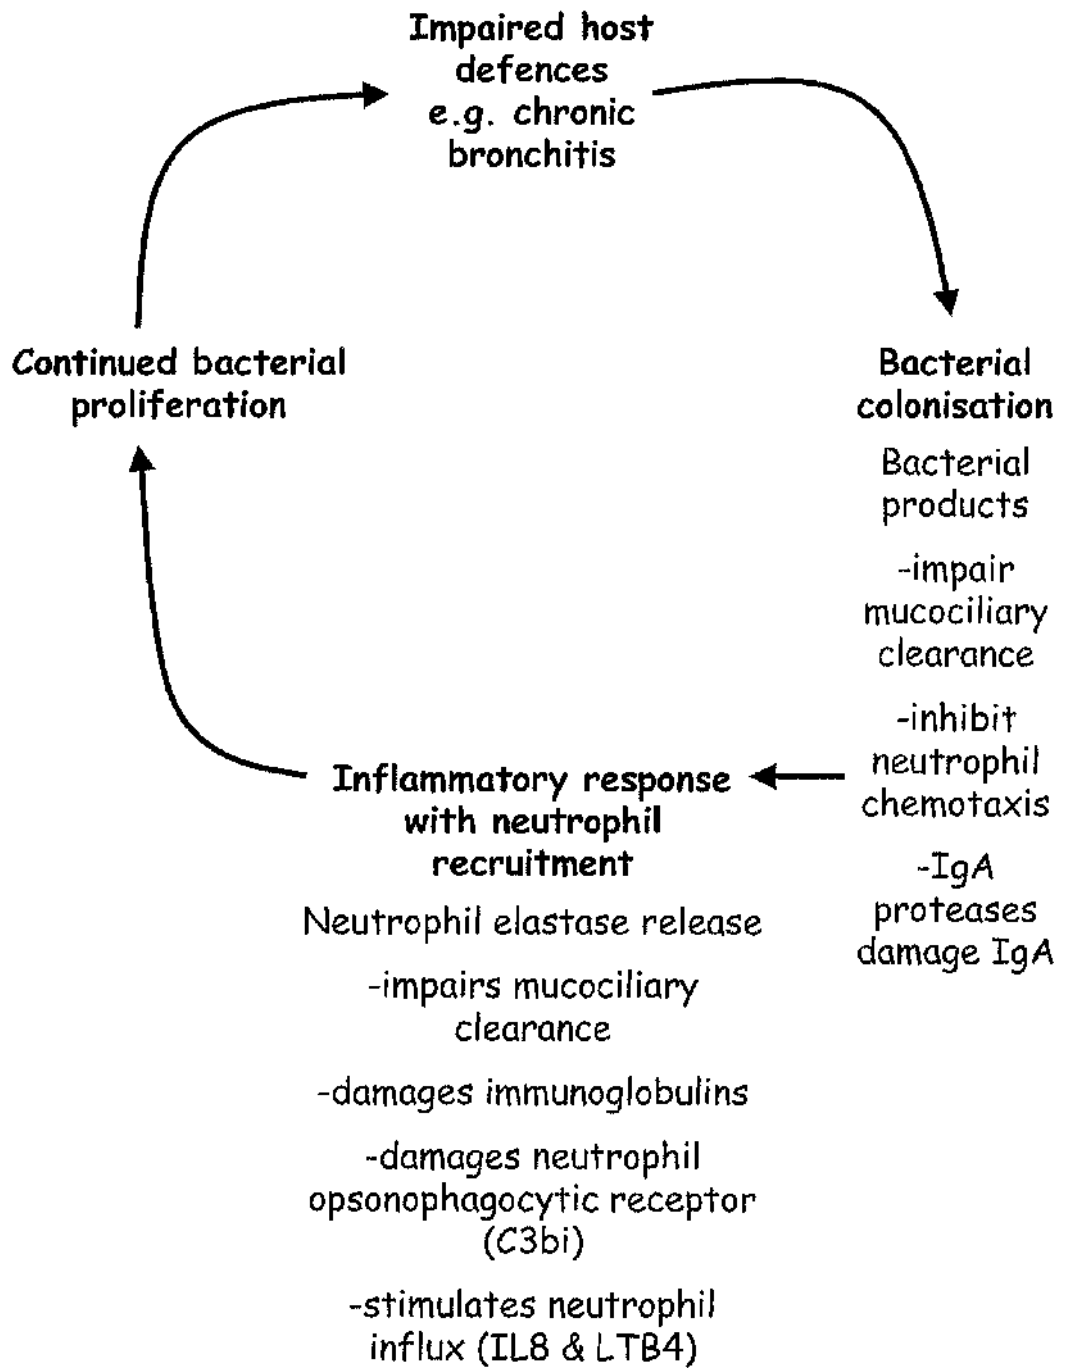 Impaired host
defences
e.g. chronic
bronchitis
Continued bacterial
proliferation
Bacterial
colonisation
Bacterial
products
-impair
mucociliary
clearance
-inhibit
neutrophil
chemotaxis
-IgA
proteases
damage IgA
Inflammatory response
with neutrophil
recruitment
Neutrophil elastase release
-impairs mucociliary
clearance
-damages immunoglobulins
-damages neutrophil
opsonophagocytic receptor
(C3bi)
-stimulates neutrophil
influx (IL8 & LTB4)